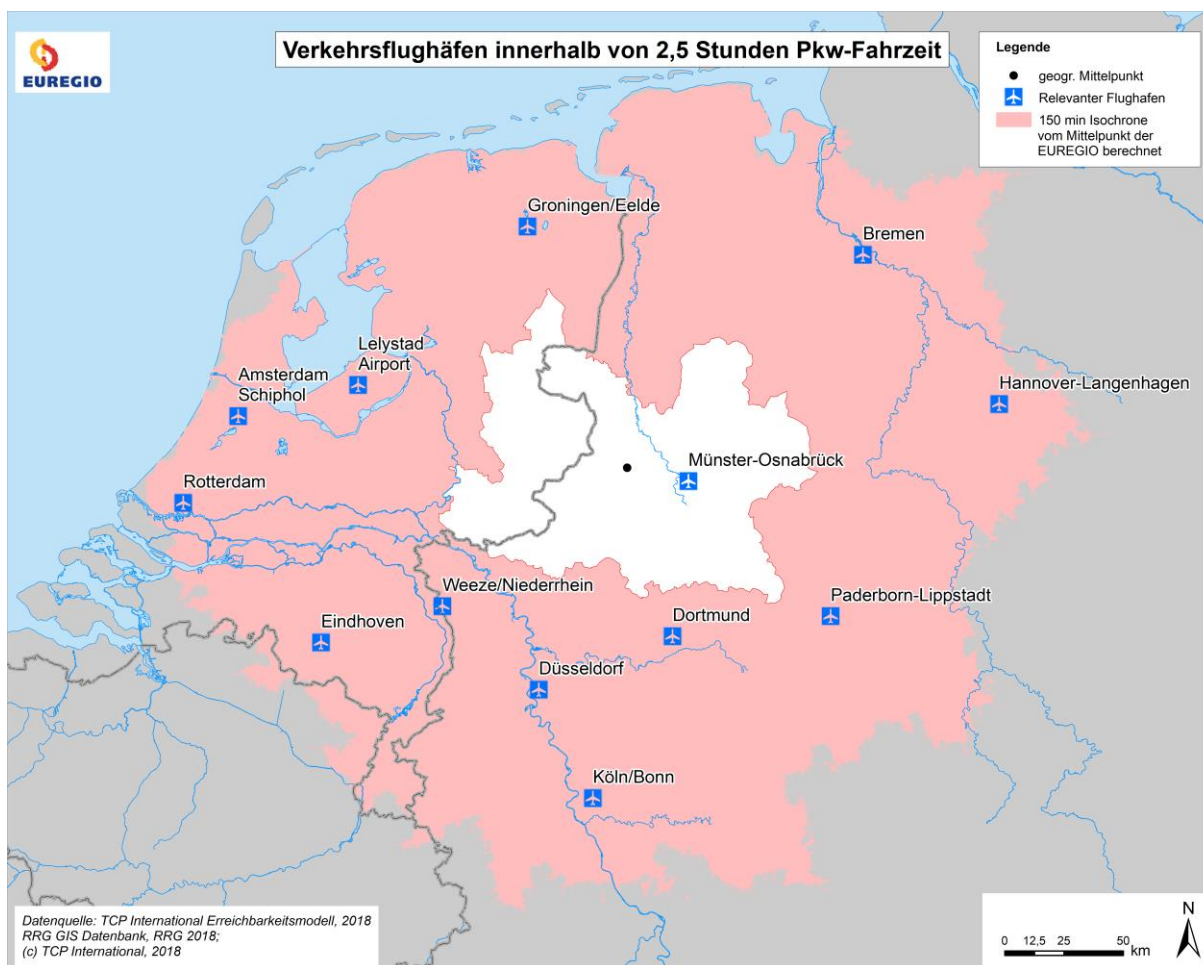 EUREGIO
Verkehrsflughäfen innerhalb von 2,5 Stunden Pkw-Fahrzeit
Legende
geogr. Mittelpunkt
Relevanter Flughafen
150 min Isochrone
vom Mittelpunkt der
EUREGIO berechnet
Groningen/Eelde
Bremen
Lelystad
Airport
Amsterdam
Schiphol
Hannover-Langenhagen
Münster-Osnabrück
Rotterdam
Weeze/Niederrhein
Paderborn-Lippstadt
Eindhoven
Dortmund
Düsseldorf
Köln/Bonn
Datenquelle: TCP International Erreichbarkeitsmodell, 2018
RRG GIS Datenbank, RRG 2018;
(c) TCP International, 2018
N
0 12,5 25 50
km